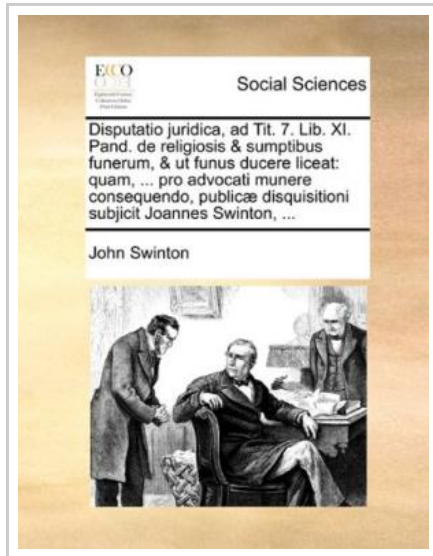 ECCO
Social Sciences
Disputatio juridica, ad Tit. 7. Lib. XI.
Pand. de religiosis & sumptibus
funerum, & ut funus ducere liceat:
quam, ... pro advocati munere
consequendo, publicæ disquisitioni
subjicit Joannes Swinton, ...
John Swinton